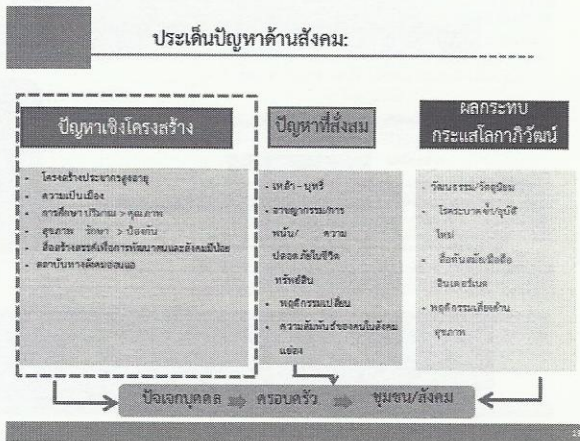 ประเด็นปัญหาด้านสังคม:
ปัญหาเชิงโครงสร้าง
- โครงสร้างประชากรสูงอายุ
- ความเป็นเมือง
- การศึกษา ปริมาณ > คุณภาพ
- สุขภาพ รักษา > ป้องกัน
- สื่อสร้างสรรค์เพื่อการพัฒนาคนและสังคมมีน้อย
- สถาบันทางสังคมอ่อนแอ
ปัญหาที่สั่งสม
- เหล้า - บุหรี่
- อาชญากรรม/การ
พนัน/ ความ
ปลอดภัยในชีวิต
ทรัพย์สิน
- พฤติกรรมเปลี่ยน
- ความสัมพันธ์ของคนในสังคม
แย่ลง
ผลกระทบ
กระแสโลกาภิวัฒน์
- วัฒนธรรม/วัตถุนิยม
- โรคระบาดซ้ำ/อุบัติ
ใหม่
- สื่อทันสมัย/มือถือ
อินเตอร์เนต
- พฤติกรรมเสี่ยงด้าน
สุขภาพ
ปัจเจกบุคคล ครอบครัว ชุมชน/สังคม